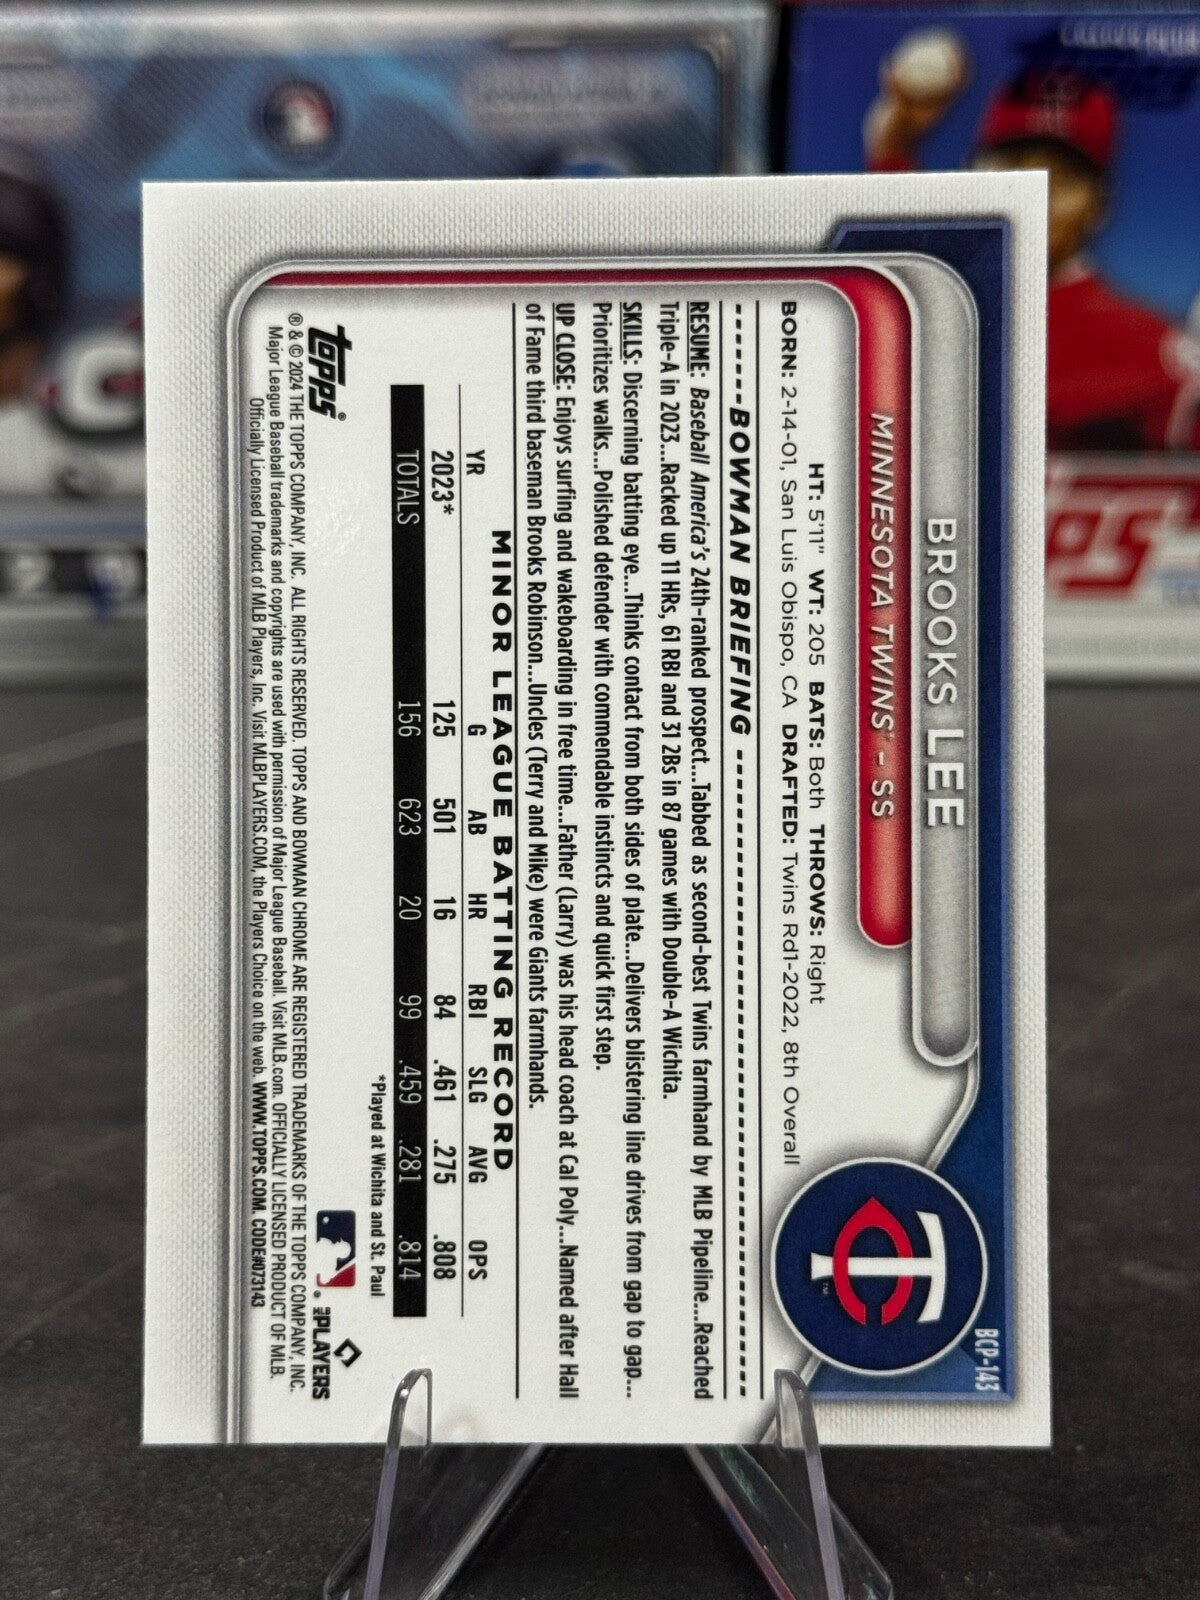 BCP-143
BROOKS LEE
MINNESOTA TWINS™ - SS
HT: 5'11" WT: 205 BATS: Both THROWS: Right
BORN: 2-14-01, San Luis Obispo, CA DRAFTED: Twins Rd1-2022, 8th Overall
BOWMAN BRIEFING
RESUME: Baseball America's 24th-ranked prospect...Tabbed as second-best Twins farmhand by MLB Pipeline...Reached
Triple-A in 2023...Racked up 11 HRs, 61 RBI and 31 2Bs in 87 games with Double-A Wichita.
SKILLS: Discerning batting eye...Thinks contact from both sides of plate...Delivers blistering line drives from gap to gap...
Prioritizes walks...Polished defender with commendable instincts and quick first step.
UP CLOSE: Enjoys surfing and wakeboarding in free time...Father (Larry) was his head coach at Cal Poly...Named after Hall
of Fame third baseman Brooks Robinson...Uncles (Terry and Mike) were Giants farmhands.
MINOR LEAGUE BATTING RECORD
YR G AB HR RBI SLG AVG OPS
2023* 125 501 16 84 .461 .275 .808
TOTALS 156 623 20 99 .459 .281 .814
*Played at Wichita and St. Paul
topps®
MLB PLAYERS
® & © 2024 THE TOPPS COMPANY, INC. ALL RIGHTS RESERVED. TOPPS AND BOWMAN CHROME ARE REGISTERED TRADEMARKS OF THE TOPPS COMPANY, INC.
Major League Baseball trademarks and copyrights are used with permission of Major League Baseball. Visit MLB.com. OFFICIALLY LICENSED PRODUCT OF MLB.
Officially Licensed Product of MLB Players, Inc. Visit MLBPLAYERS.COM, the Players Choice on the web. WWW.TOPPS.COM. CODE#073143